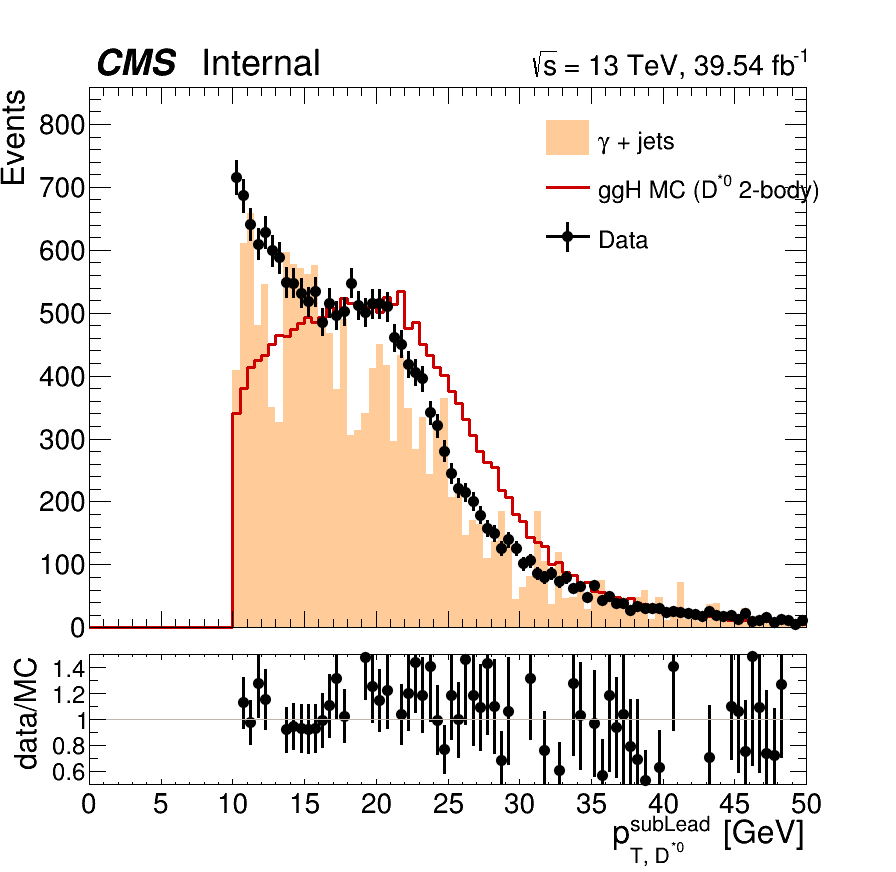 CMS Internal √s = 13 TeV, 39.54 fb⁻¹
Events
800
700
600
500
400
300
200
100
0
γ + jets
ggH MC (D*⁰ 2-body)
Data
data/MC
1.4
1.2
1
0.8
0.6
0 5 10 15 20 25 30 35 40 45 50
p subLead T, D*⁰ [GeV]